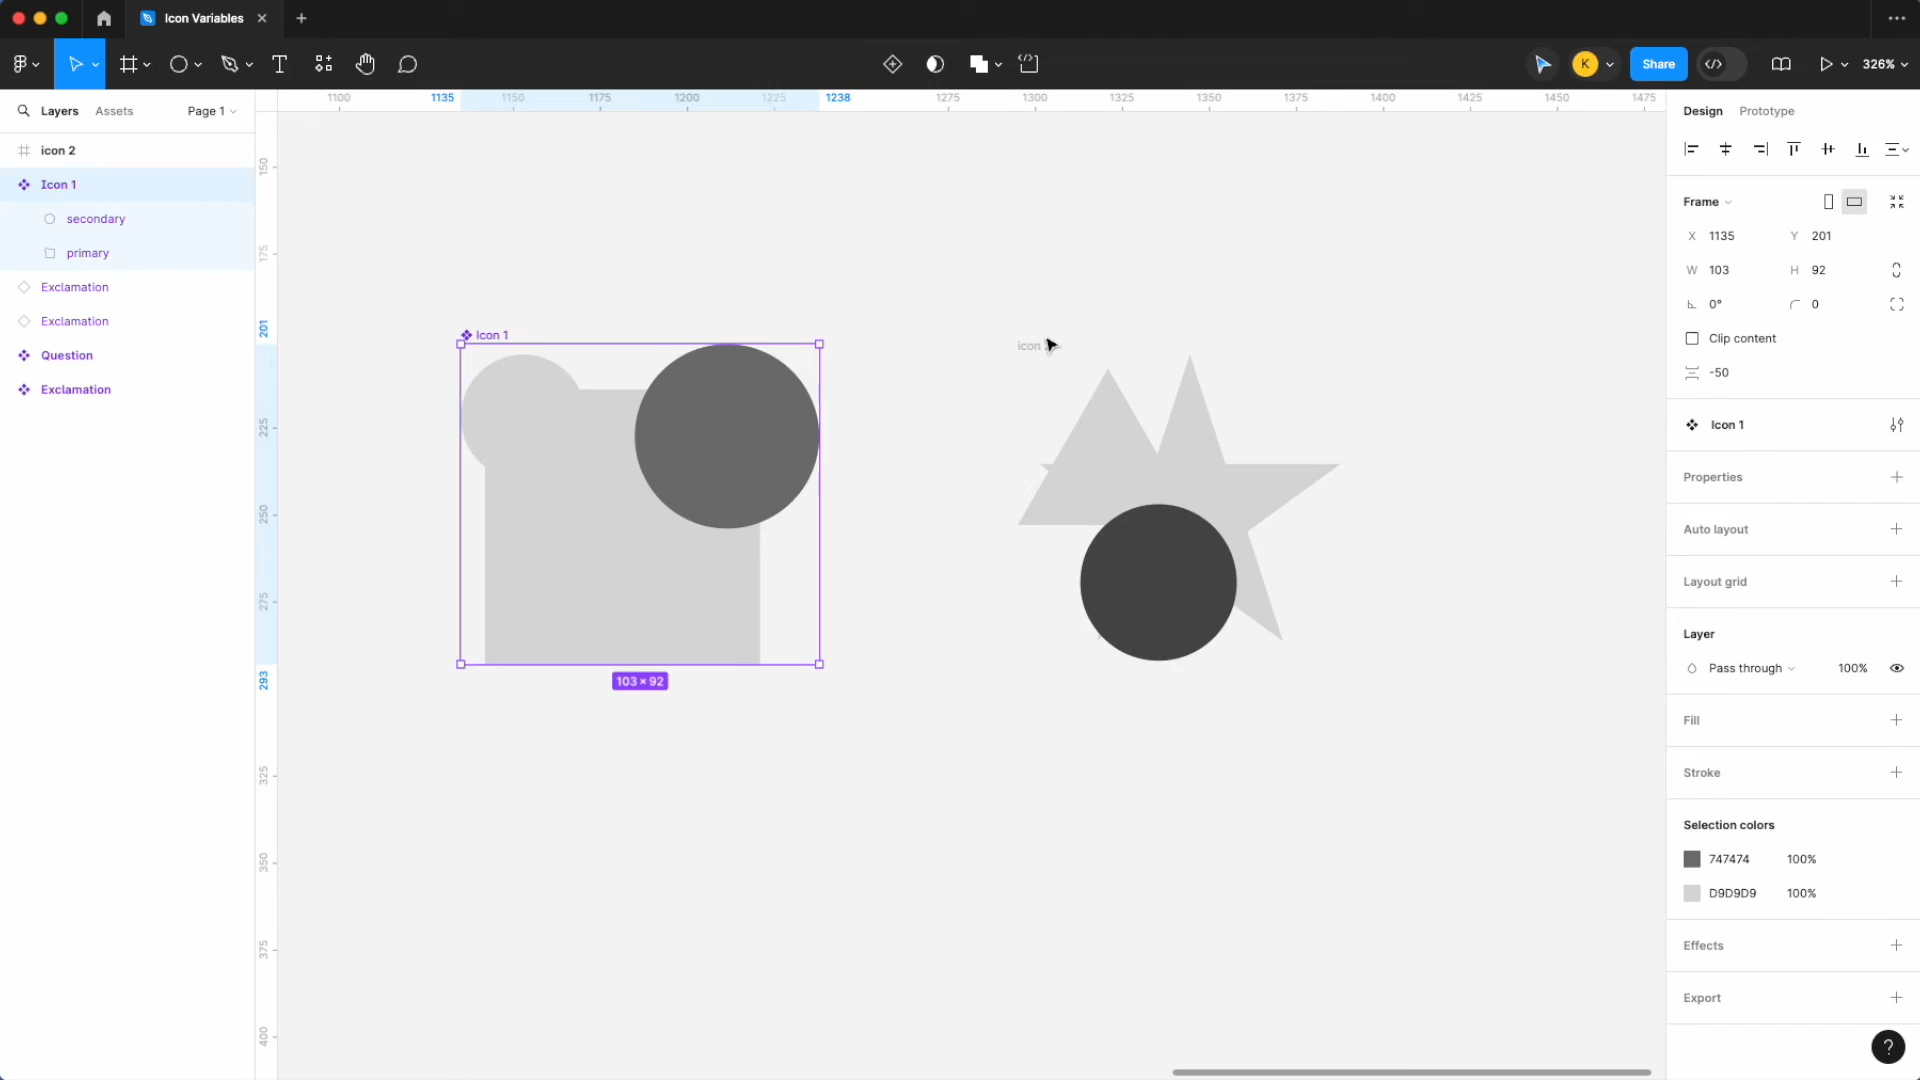 Icon Variables
K
Share
326%
Layers
Assets
Page 1
1100
1135
1150
1175
1200
1225
1238
1275
1300
1325
1350
1375
1400
1425
1450
1475
Design
Prototype
icon 2
Icon 1
secondary
primary
Exclamation
Exclamation
Question
Exclamation
150
175
201
225
250
275
293
325
350
375
400
Icon 1
icon
103 × 92
Frame
X 1135 Y 201
W 103 H 92
0° 0
Clip content
-50
Icon 1
Properties
Auto layout
Layout grid
Layer
Pass through 100%
Fill
Stroke
Selection colors
747474 100%
D9D9D9 100%
Effects
Export
?